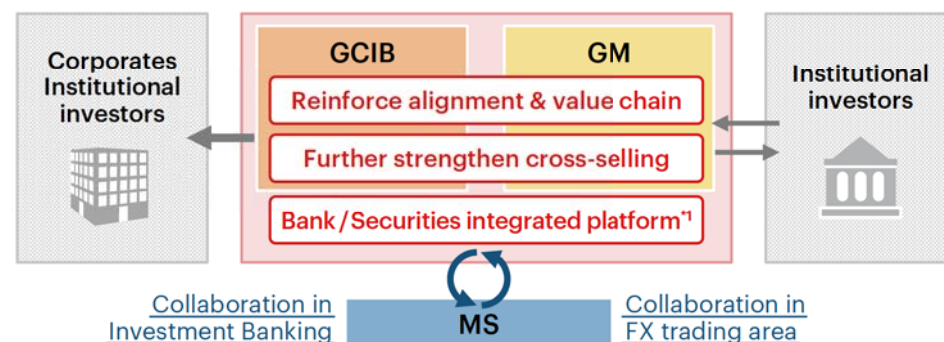 Corporates
Institutional
investors
GCIB
GM
Reinforce alignment & value chain
Further strengthen cross-selling
Bank/Securities integrated platform*1
Institutional
investors
Collaboration in
Investment Banking
MS
Collaboration in
FX trading area